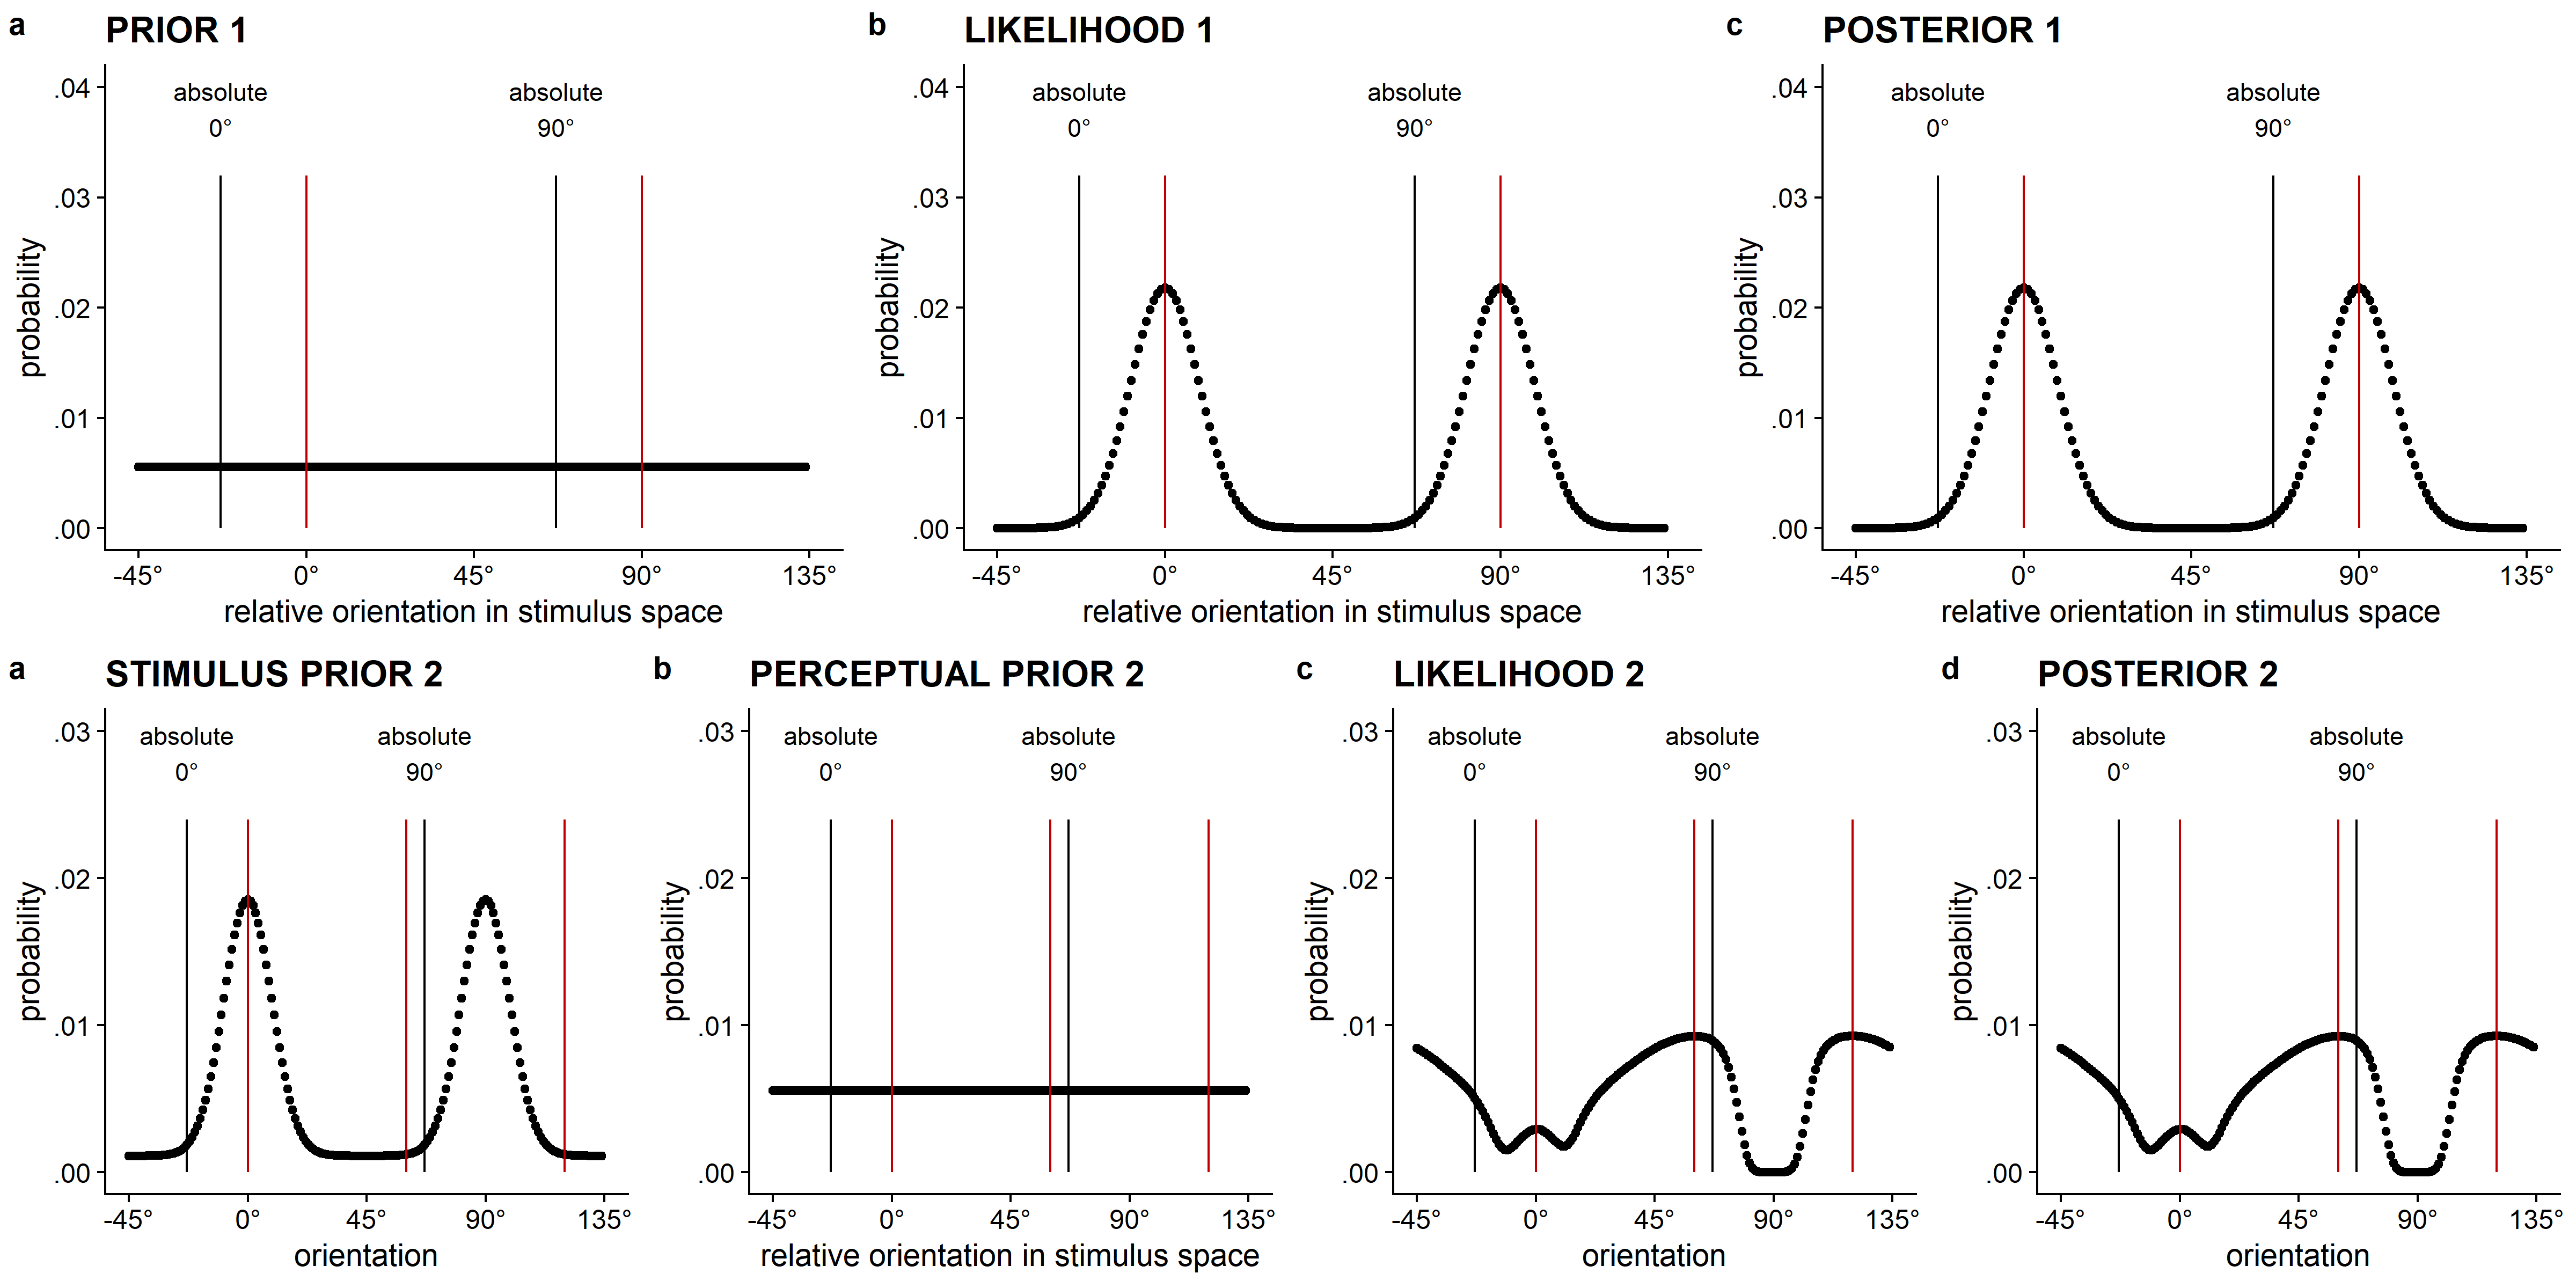 a PRIOR 1
absolute 0°
absolute 90°
.04
.03
.02
.01
.00
probability
-45° 0° 45° 90° 135°
relative orientation in stimulus space
b LIKELIHOOD 1
absolute 0°
absolute 90°
.04
.03
.02
.01
.00
probability
-45° 0° 45° 90° 135°
relative orientation in stimulus space
c POSTERIOR 1
absolute 0°
absolute 90°
.04
.03
.02
.01
.00
probability
-45° 0° 45° 90° 135°
relative orientation in stimulus space
a STIMULUS PRIOR 2
absolute 0°
absolute 90°
.03
.02
.01
.00
probability
-45° 0° 45° 90° 135°
orientation
b PERCEPTUAL PRIOR 2
absolute 0°
absolute 90°
.03
.02
.01
.00
probability
-45° 0° 45° 90° 135°
relative orientation in stimulus space
c LIKELIHOOD 2
absolute 0°
absolute 90°
.03
.02
.01
.00
probability
-45° 0° 45° 90° 135°
orientation
d POSTERIOR 2
absolute 0°
absolute 90°
.03
.02
.01
.00
probability
-45° 0° 45° 90° 135°
orientation